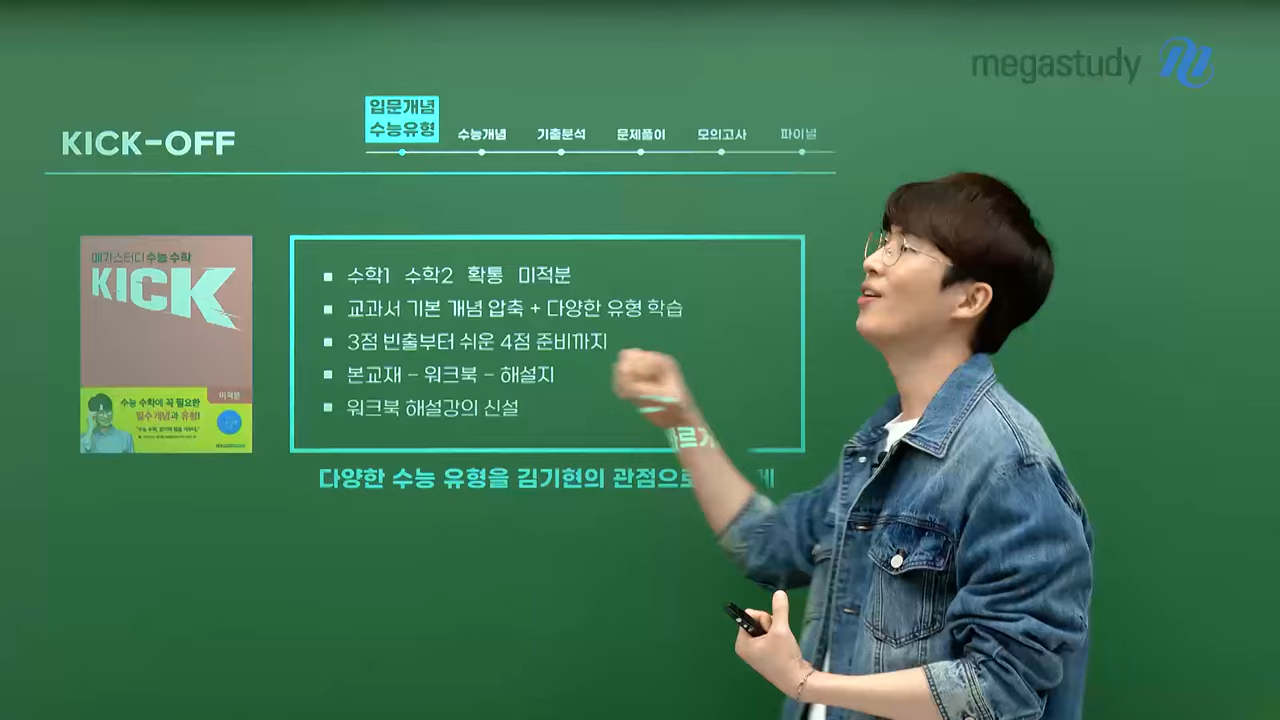 megastudy
KICK-OFF
입문개념
수능유형
수능개념
기출분석
문제풀이
모의고사
파이널
메가스터디 수능 수학
KICK
미적분
수능 수학에 꼭 필요한
필수개념과 유형!
수학1 수학2 확통 미적분
교과서 기본 개념 압축 + 다양한 유형 학습
3점 빈출부터 쉬운 4점 준비까지
본교재 - 워크북 - 해설지
워크북 해설강의 신설
다양한 수능 유형을 김기현의 관점으로